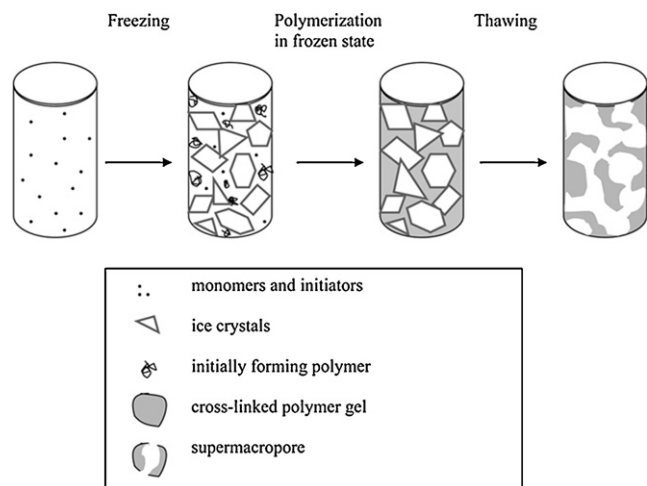 Freezing
Polymerization
in frozen state
Thawing
monomers and initiators
ice crystals
initially forming polymer
cross-linked polymer gel
supermacropore